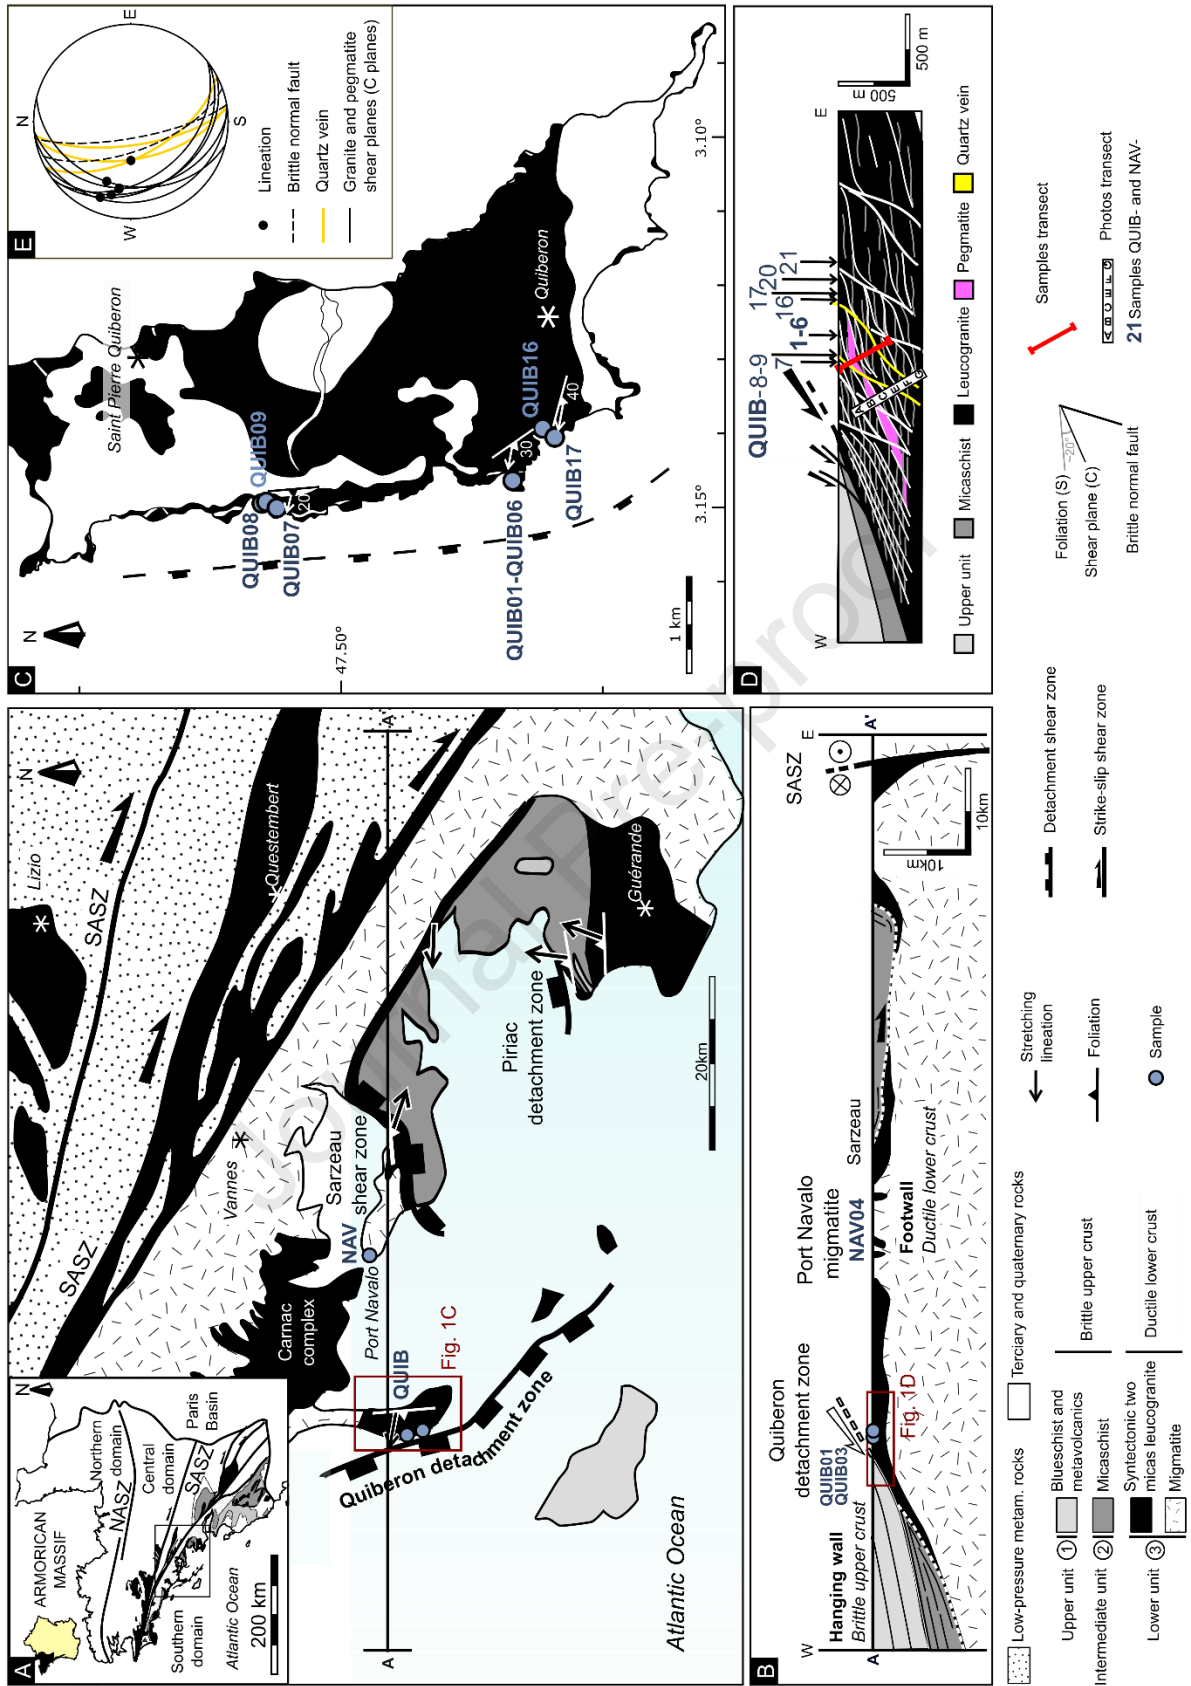 A
ARMORICAN
MASSIF
N
Northern
domain
NASZ
Central
domain
SASZ
Paris
Basin
Southern
domain
Atlantic Ocean
200 km
N
Lizio
SASZ
SASZ
Questembert
Vannes
Carnac
complex
Sarzeau
shear zone
NAV
Port Navalo
QUIB
Fig. 1C
Quiberon detachment zone
Piriac
detachment zone
Guérande
20km
A
A'
Atlantic Ocean
B
W
E
Quiberon
detachment zone
QUIB01
QUIB03
Hanging wall
Brittle upper crust
Fig. 1D
Port Navalo
migmatite
NAV04
Footwall
Ductile lower crust
Sarzeau
SASZ
A
A'
10km
10km
C
N
Saint Pierre Quiberon
QUIB09
QUIB08
QUIB07
20
QUIB01-QUIB06
30
QUIB16
QUIB17
40
Quiberon
47.50°
3.15°
3.10°
1 km
E
N
E
S
W
Lineation
Brittle normal fault
Quartz vein
Granite and pegmatite
shear planes (C planes)
D
W
E
QUIB-8-9
7
1-6
16
17
20
21
A B C E F G
500 m
500 m
Upper unit
Micaschist
Leucogranite
Pegmatite
Quartz vein
Low-pressure metam. rocks
Terciary and quaternary rocks
Upper unit 1
Blueschist and
metavolcanics
Intermediate unit 2
Micaschist
Brittle upper crust
Lower unit 3
Syntectonic two
micas leucogranite
Migmatite
Ductile lower crust
Stretching
lineation
Foliation
Sample
Detachment shear zone
Strike-slip shear zone
Foliation (S)
~20°
Shear plane (C)
Brittle normal fault
Samples transect
A B C E F G
Photos transect
21 Samples QUIB- and NAV-
Journal Pre-proof